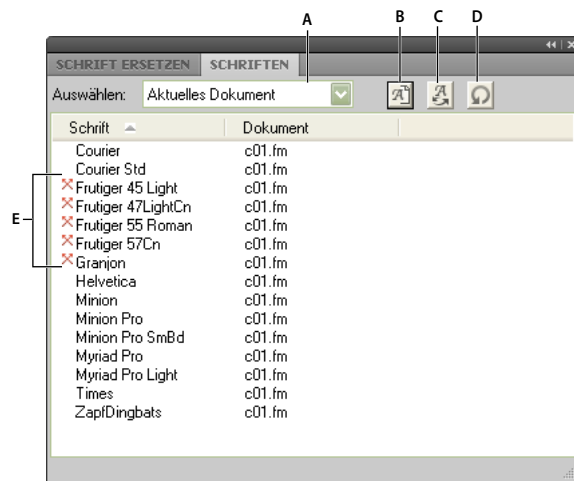 A B C D
SCHRIFT ERSETZEN SCHRIFTEN
Auswählen: Aktuelles Dokument
Schrift Dokument
Courier c01.fm
Courier Std c01.fm
Frutiger 45 Light c01.fm
Frutiger 47LightCn c01.fm
E
Frutiger 55 Roman c01.fm
Frutiger 57Cn c01.fm
Granjon c01.fm
Helvetica c01.fm
Minion c01.fm
Minion Pro c01.fm
Minion Pro SmBd c01.fm
Myriad Pro c01.fm
Myriad Pro Light c01.fm
Times c01.fm
ZapfDingbats c01.fm